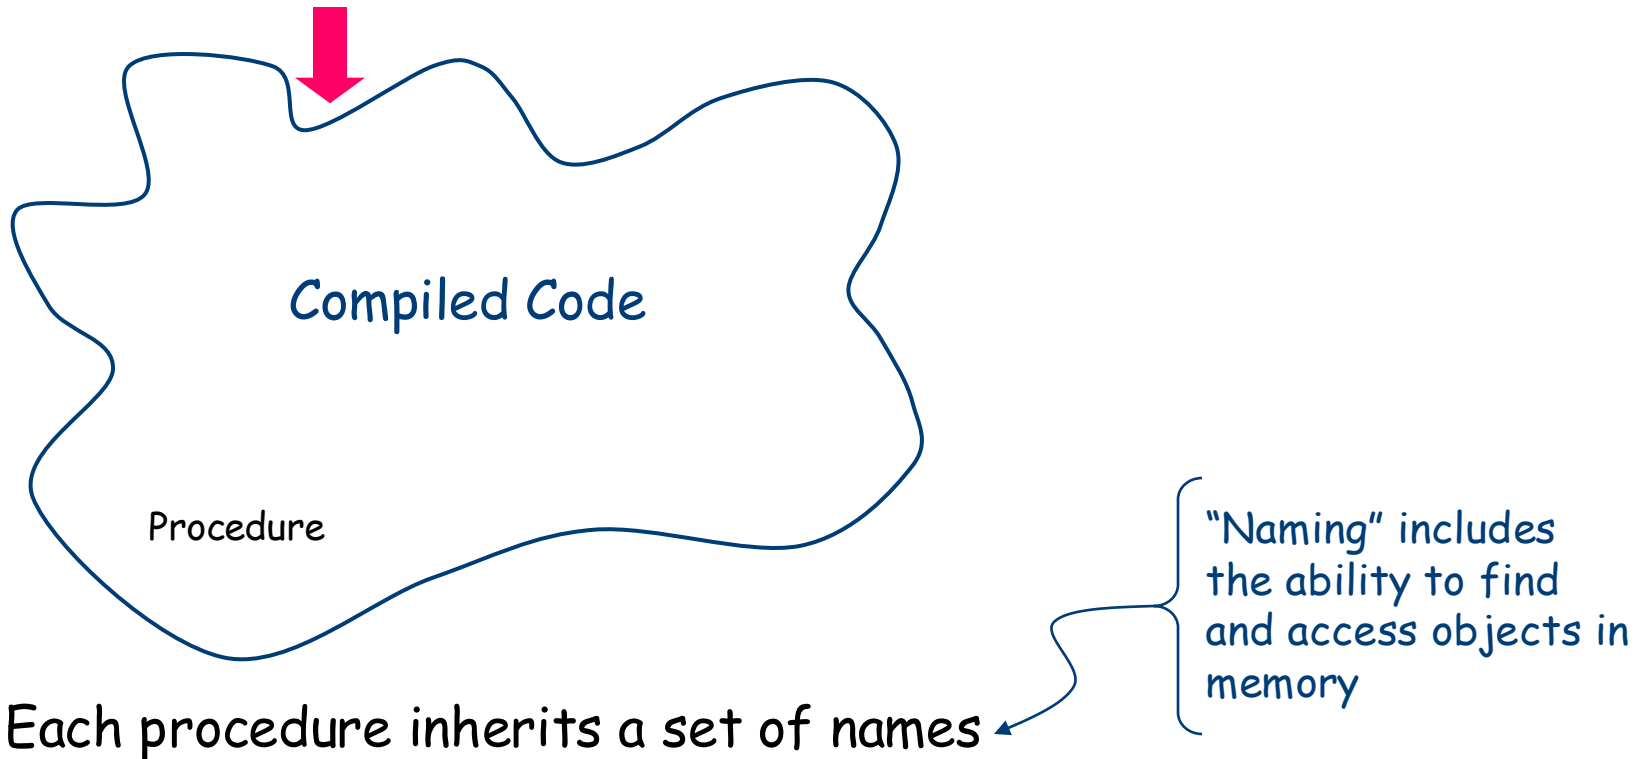 Compiled Code
Procedure
“Naming” includes
the ability to find
and access objects in
memory
Each procedure inherits a set of names